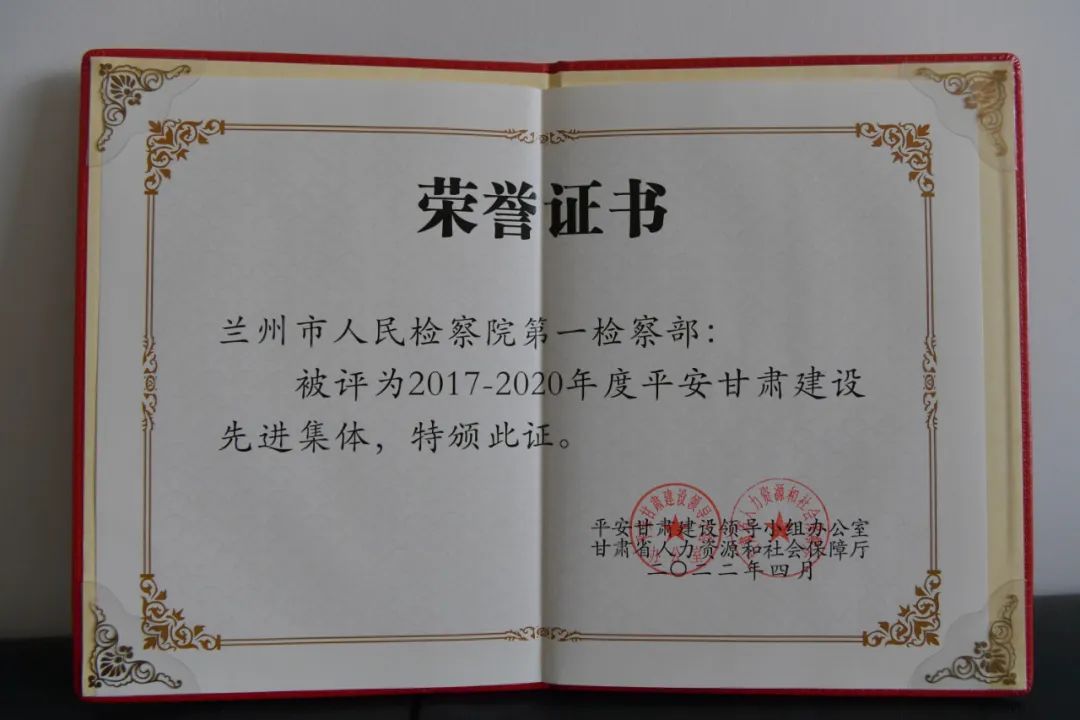 荣誉证书
兰州市人民检察院第一检察部：
被评为2017-2020年度平安甘肃建设
先进集体，特颁此证。
平安甘肃建设领导小组办公室
甘肃省人力资源和社会保障厅
二〇二二年四月